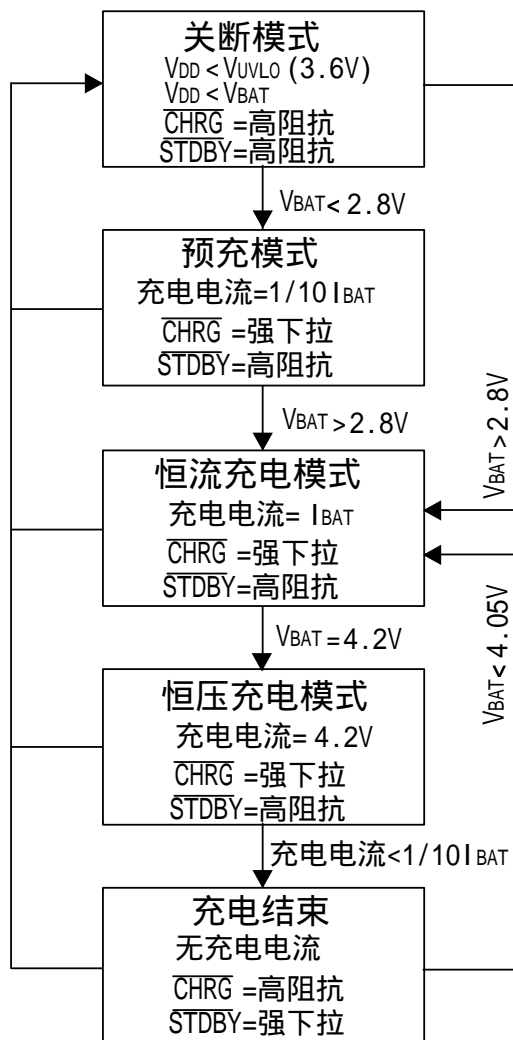 关断模式
VDD < VUVLO (3.6V)
VDD < VBAT
CHRG =高阻抗
STDBY=高阻抗
VBAT< 2.8V
预充模式
充电电流=1/10IBAT
CHRG =强下拉
STDBY=高阻抗
VBAT>2.8V
恒流充电模式
充电电流= IBAT
CHRG =强下拉
STDBY=高阻抗
VBAT>2.8V
VBAT< 4.05V
VBAT=4.2V
恒压充电模式
充电电流= 4.2V
CHRG =强下拉
STDBY=高阻抗
充电电流<1/10IBAT
充电结束
无充电电流
CHRG =高阻抗
STDBY=强下拉